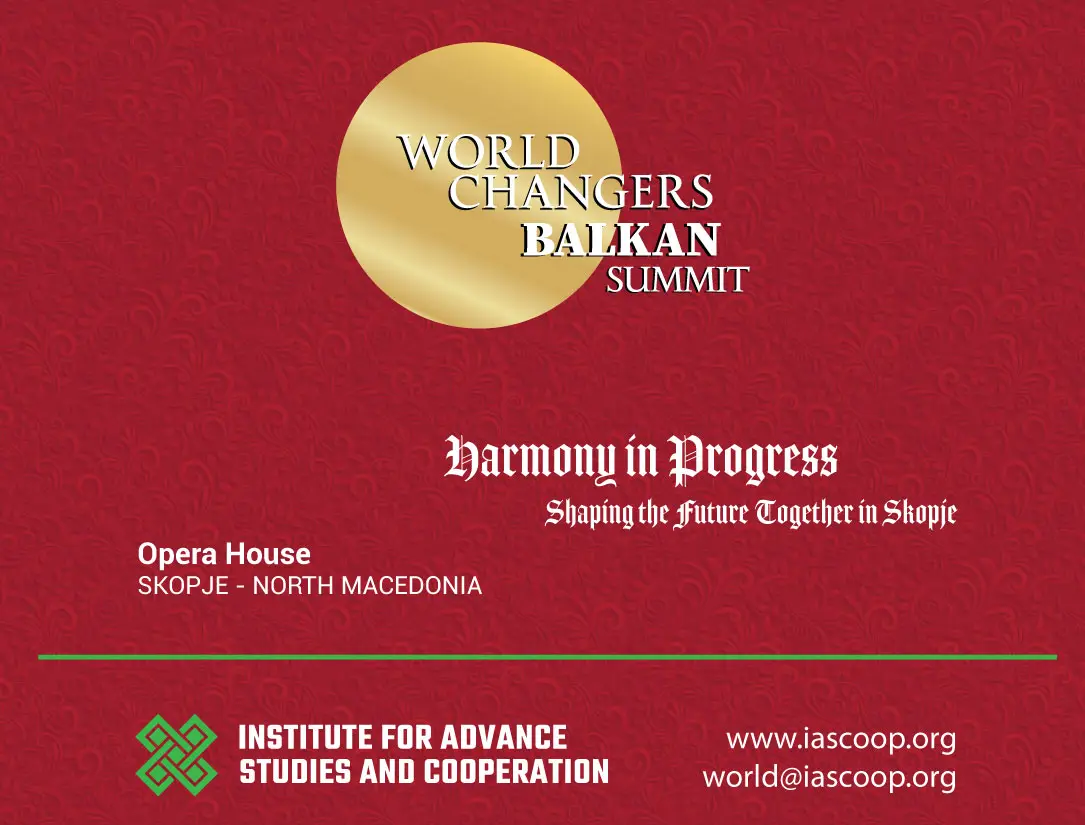 WORLD
CHANGERS
BALKAN
SUMMIT
Harmony in Progress
Shaping the Future Together in Skopje
Opera House
SKOPJE - NORTH MACEDONIA
INSTITUTE FOR ADVANCE
STUDIES AND COOPERATION
www.iascoop.org
world@iascoop.org